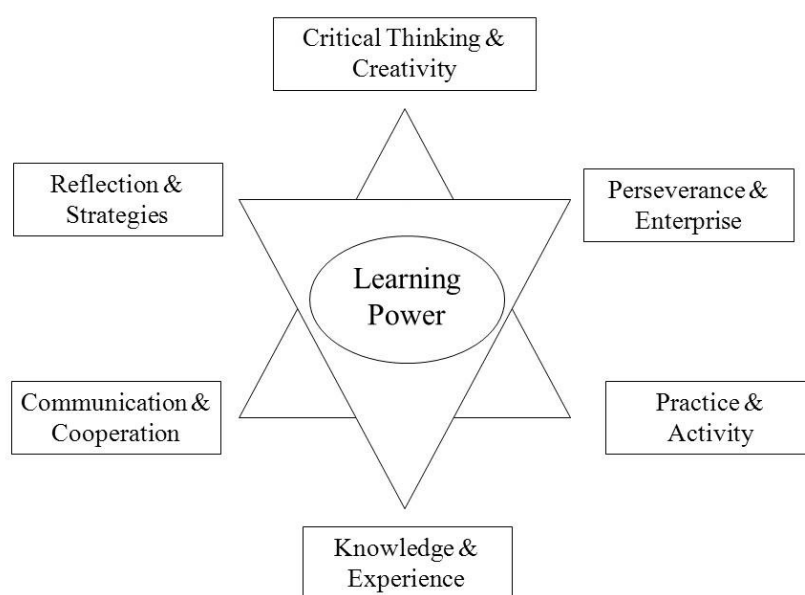 Critical Thinking &
Creativity
Reflection &
Strategies
Perseverance &
Enterprise
Learning
Power
Communication &
Cooperation
Practice &
Activity
Knowledge &
Experience